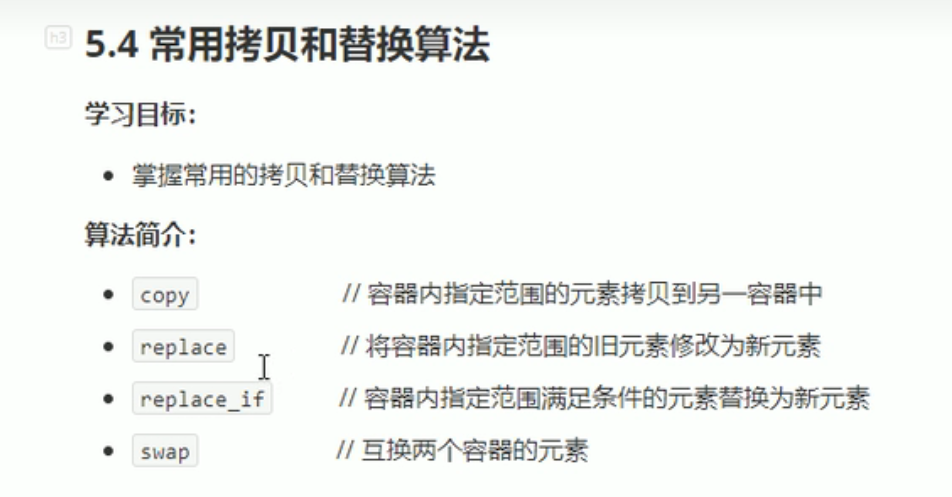 h3
5.4 常用拷贝和替换算法
学习目标：
掌握常用的拷贝和替换算法
算法简介：
copy // 容器内指定范围的元素拷贝到另一容器中
replace // 将容器内指定范围的旧元素修改为新元素
replace_if // 容器内指定范围满足条件的元素替换为新元素
swap // 互换两个容器的元素